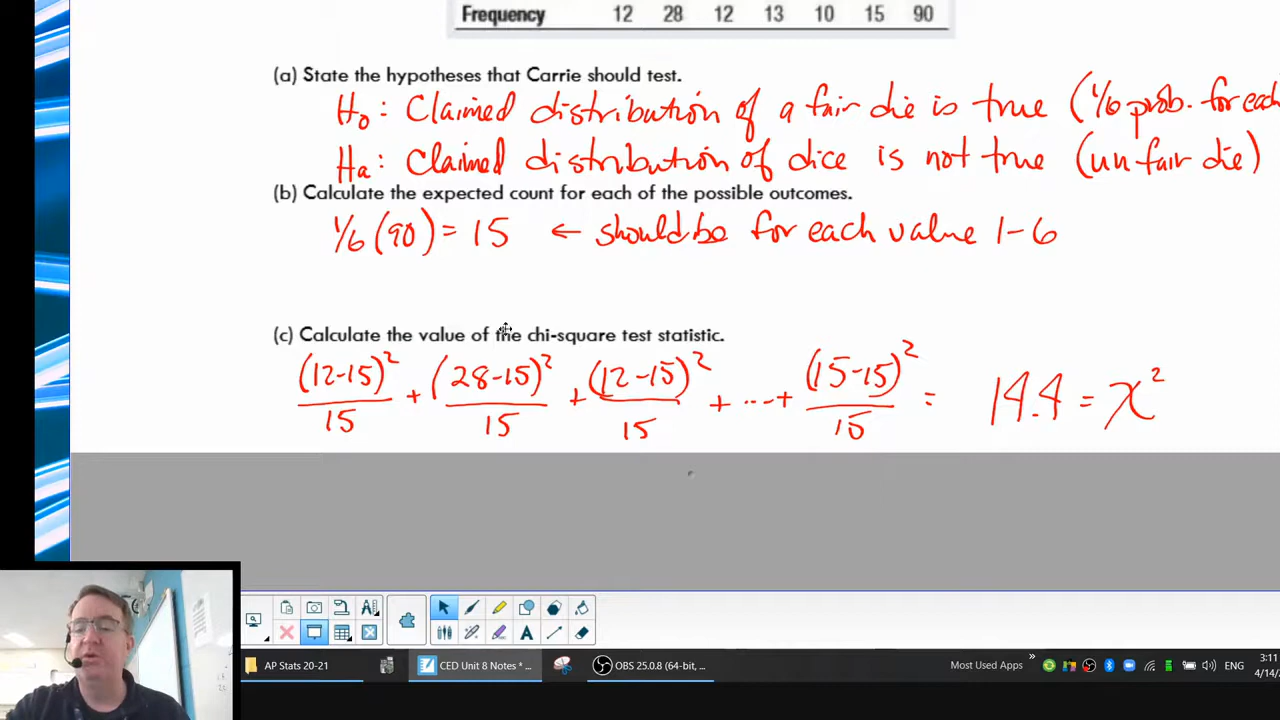 Frequency 12 28 12 13 10 15 90
(a) State the hypotheses that Carrie should test.
H₀: Claimed distribution of a fair die is true (1/6 prob. for each
Hₐ: Claimed distribution of dice is not true (unfair die)
(b) Calculate the expected count for each of the possible outcomes.
1/6 (90) = 15 ← should be for each value 1-6
(c) Calculate the value of the chi-square test statistic.
(12-15)²/15 + (28-15)²/15 + (12-15)²/15 + ... + (15-15)²/15 = 14.4 = χ²
AP Stats 20-21
CED Unit 8 Notes * ...
OBS 25.0.8 (64-bit, ...
Most Used Apps
»
ENG
3:11
4/14/